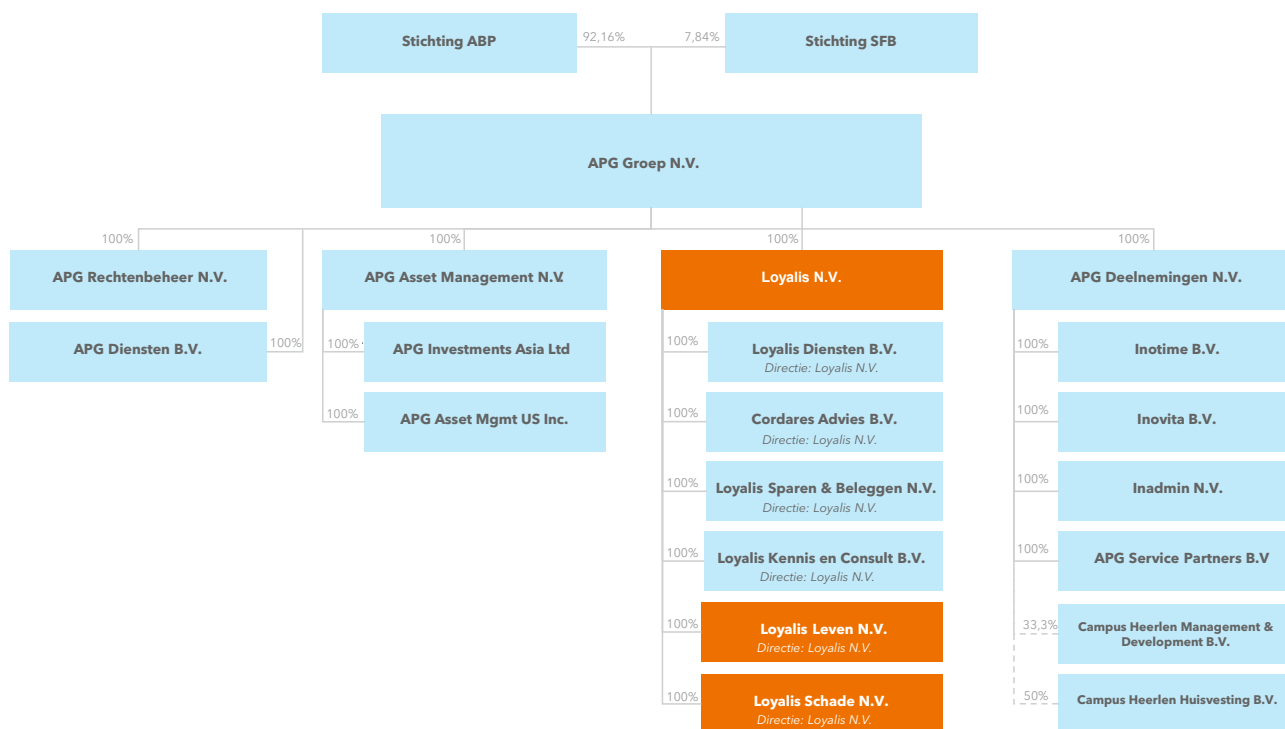 Stichting ABP
92,16%
7,84%
Stichting SFB
APG Groep N.V.
100%
100%
100%
100%
APG Rechtenbeheer N.V.
APG Asset Management N.V.
Loyalis N.V.
APG Deelnemingen N.V.
APG Diensten B.V.
100%
100%
APG Investments Asia Ltd
100%
APG Asset Mgmt US Inc.
100%
Loyalis Diensten B.V.
Directie: Loyalis N.V.
100%
Cordares Advies B.V.
Directie: Loyalis N.V.
100%
Loyalis Sparen & Beleggen N.V.
Directie: Loyalis N.V.
100%
Loyalis Kennis en Consult B.V.
Directie: Loyalis N.V.
100%
Loyalis Leven N.V.
Directie: Loyalis N.V.
100%
Loyalis Schade N.V.
Directie: Loyalis N.V.
100%
Inotime B.V.
100%
Inovita B.V.
100%
Inadmin N.V.
100%
APG Service Partners B.V
33,3%
Campus Heerlen Management &
Development B.V.
50%
Campus Heerlen Huisvesting B.V.